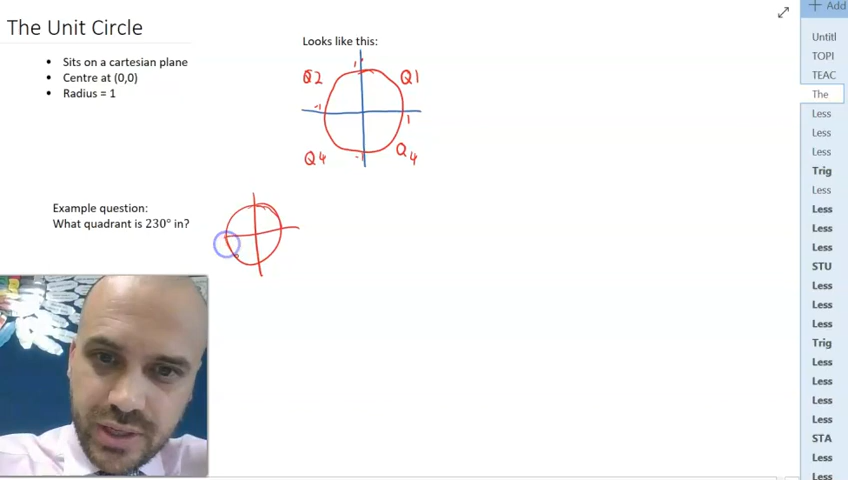 The Unit Circle
Sits on a cartesian plane
Centre at (0,0)
Radius = 1
Looks like this:
1
Q2
Q1
-1
1
Q4
-1
Q4
Example question:
What quadrant is 230° in?
Add
Untitl
TOPI
TEAC
The
Less
Less
Less
Trig
Less
Less
Less
Less
STU
Less
Less
Less
Trig
Less
Less
Less
Less
STA
Less
Less